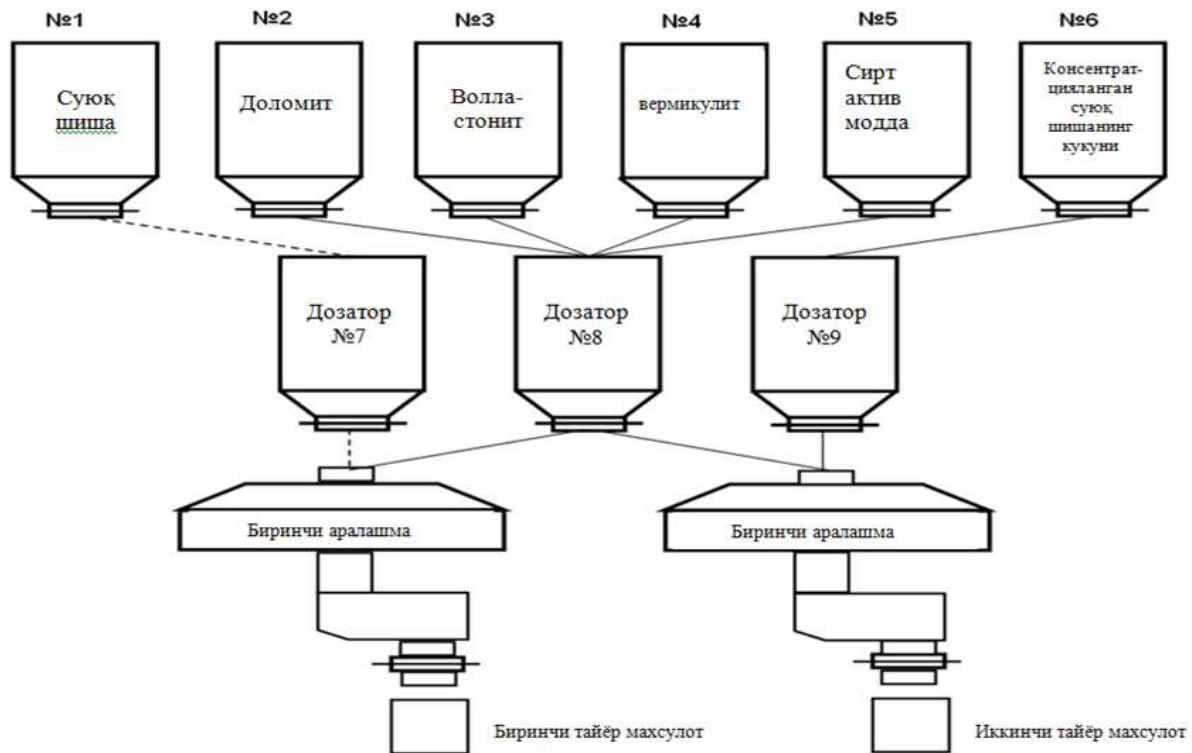 №1
№2
№3
№4
№5
№6
Суюқ
шиша
Доломит
Волла-
стонит
вермикулит
Сирт
актив
модда
Консентрат-
цияланган
суюқ
шишанинг
кукуни
Дозатор
№7
Дозатор
№8
Дозатор
№9
Биринчи аралашма
Биринчи аралашма
Биринчи тайёр махсулот
Иккинчи тайёр махсулот